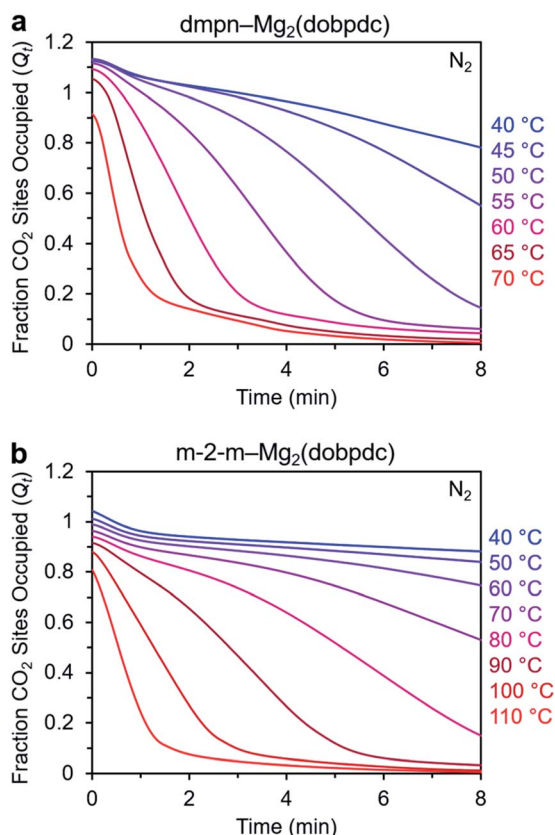 a
dmpn–Mg₂(dobpdc)
Fraction CO₂ Sites Occupied (Qₜ)
1.2
1
0.8
0.6
0.4
0.2
0
N₂
40 °C
45 °C
50 °C
55 °C
60 °C
65 °C
70 °C
0 2 4 6 8
Time (min)
b
m-2-m–Mg₂(dobpdc)
Fraction CO₂ Sites Occupied (Qₜ)
1.2
1
0.8
0.6
0.4
0.2
0
N₂
40 °C
50 °C
60 °C
70 °C
80 °C
90 °C
100 °C
110 °C
0 2 4 6 8
Time (min)